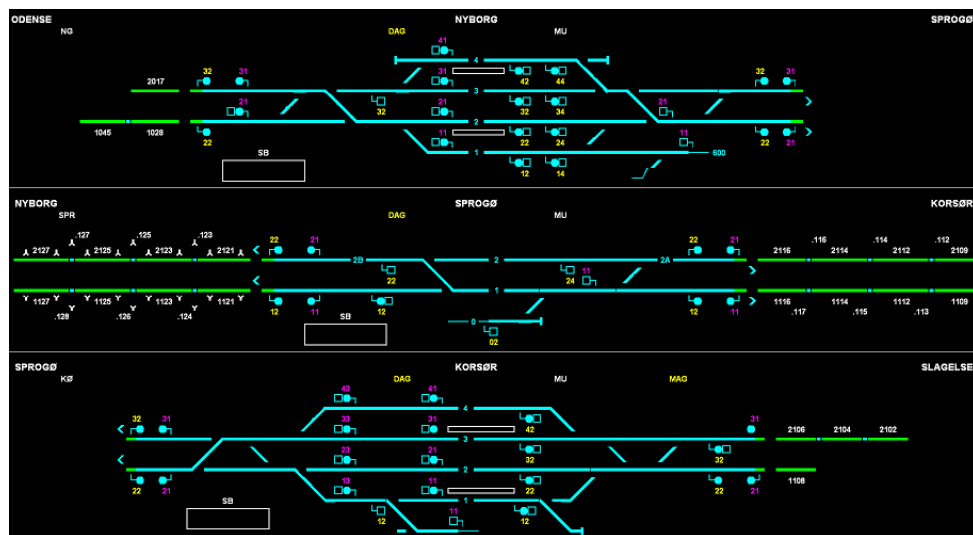 ODENSE NYBORG SPROGØ
NG DAG MU
41
32 31 31 42 44 32 31
2017 4
21 21 32 3 32 34 21
1045 1028 22 11 2 22 24 11 22 21
SB 1 12 14 600
NYBORG SPROGØ KORSØR
SPR DAG MU
.127 .125 .123 22 21 22 21 .116 .114 .112
2127 2125 2123 2121 2116 2114 2112 2109
2B 2 2A
22 24 11
1127 1125 1123 1121 1 1116 1114 1112 1109
.128 .126 .124 12 11 12 12 11 .117 .115 .113
SB 0
02
SPROGØ KORSØR SLAGELSE
KØ DAG MU MAG
43 41
4
32 31 33 31 42 31
3 2106 2104 2102
23 21 32 32
2
22 21 13 11 22 22 21 1108
SB 1
12 11 12